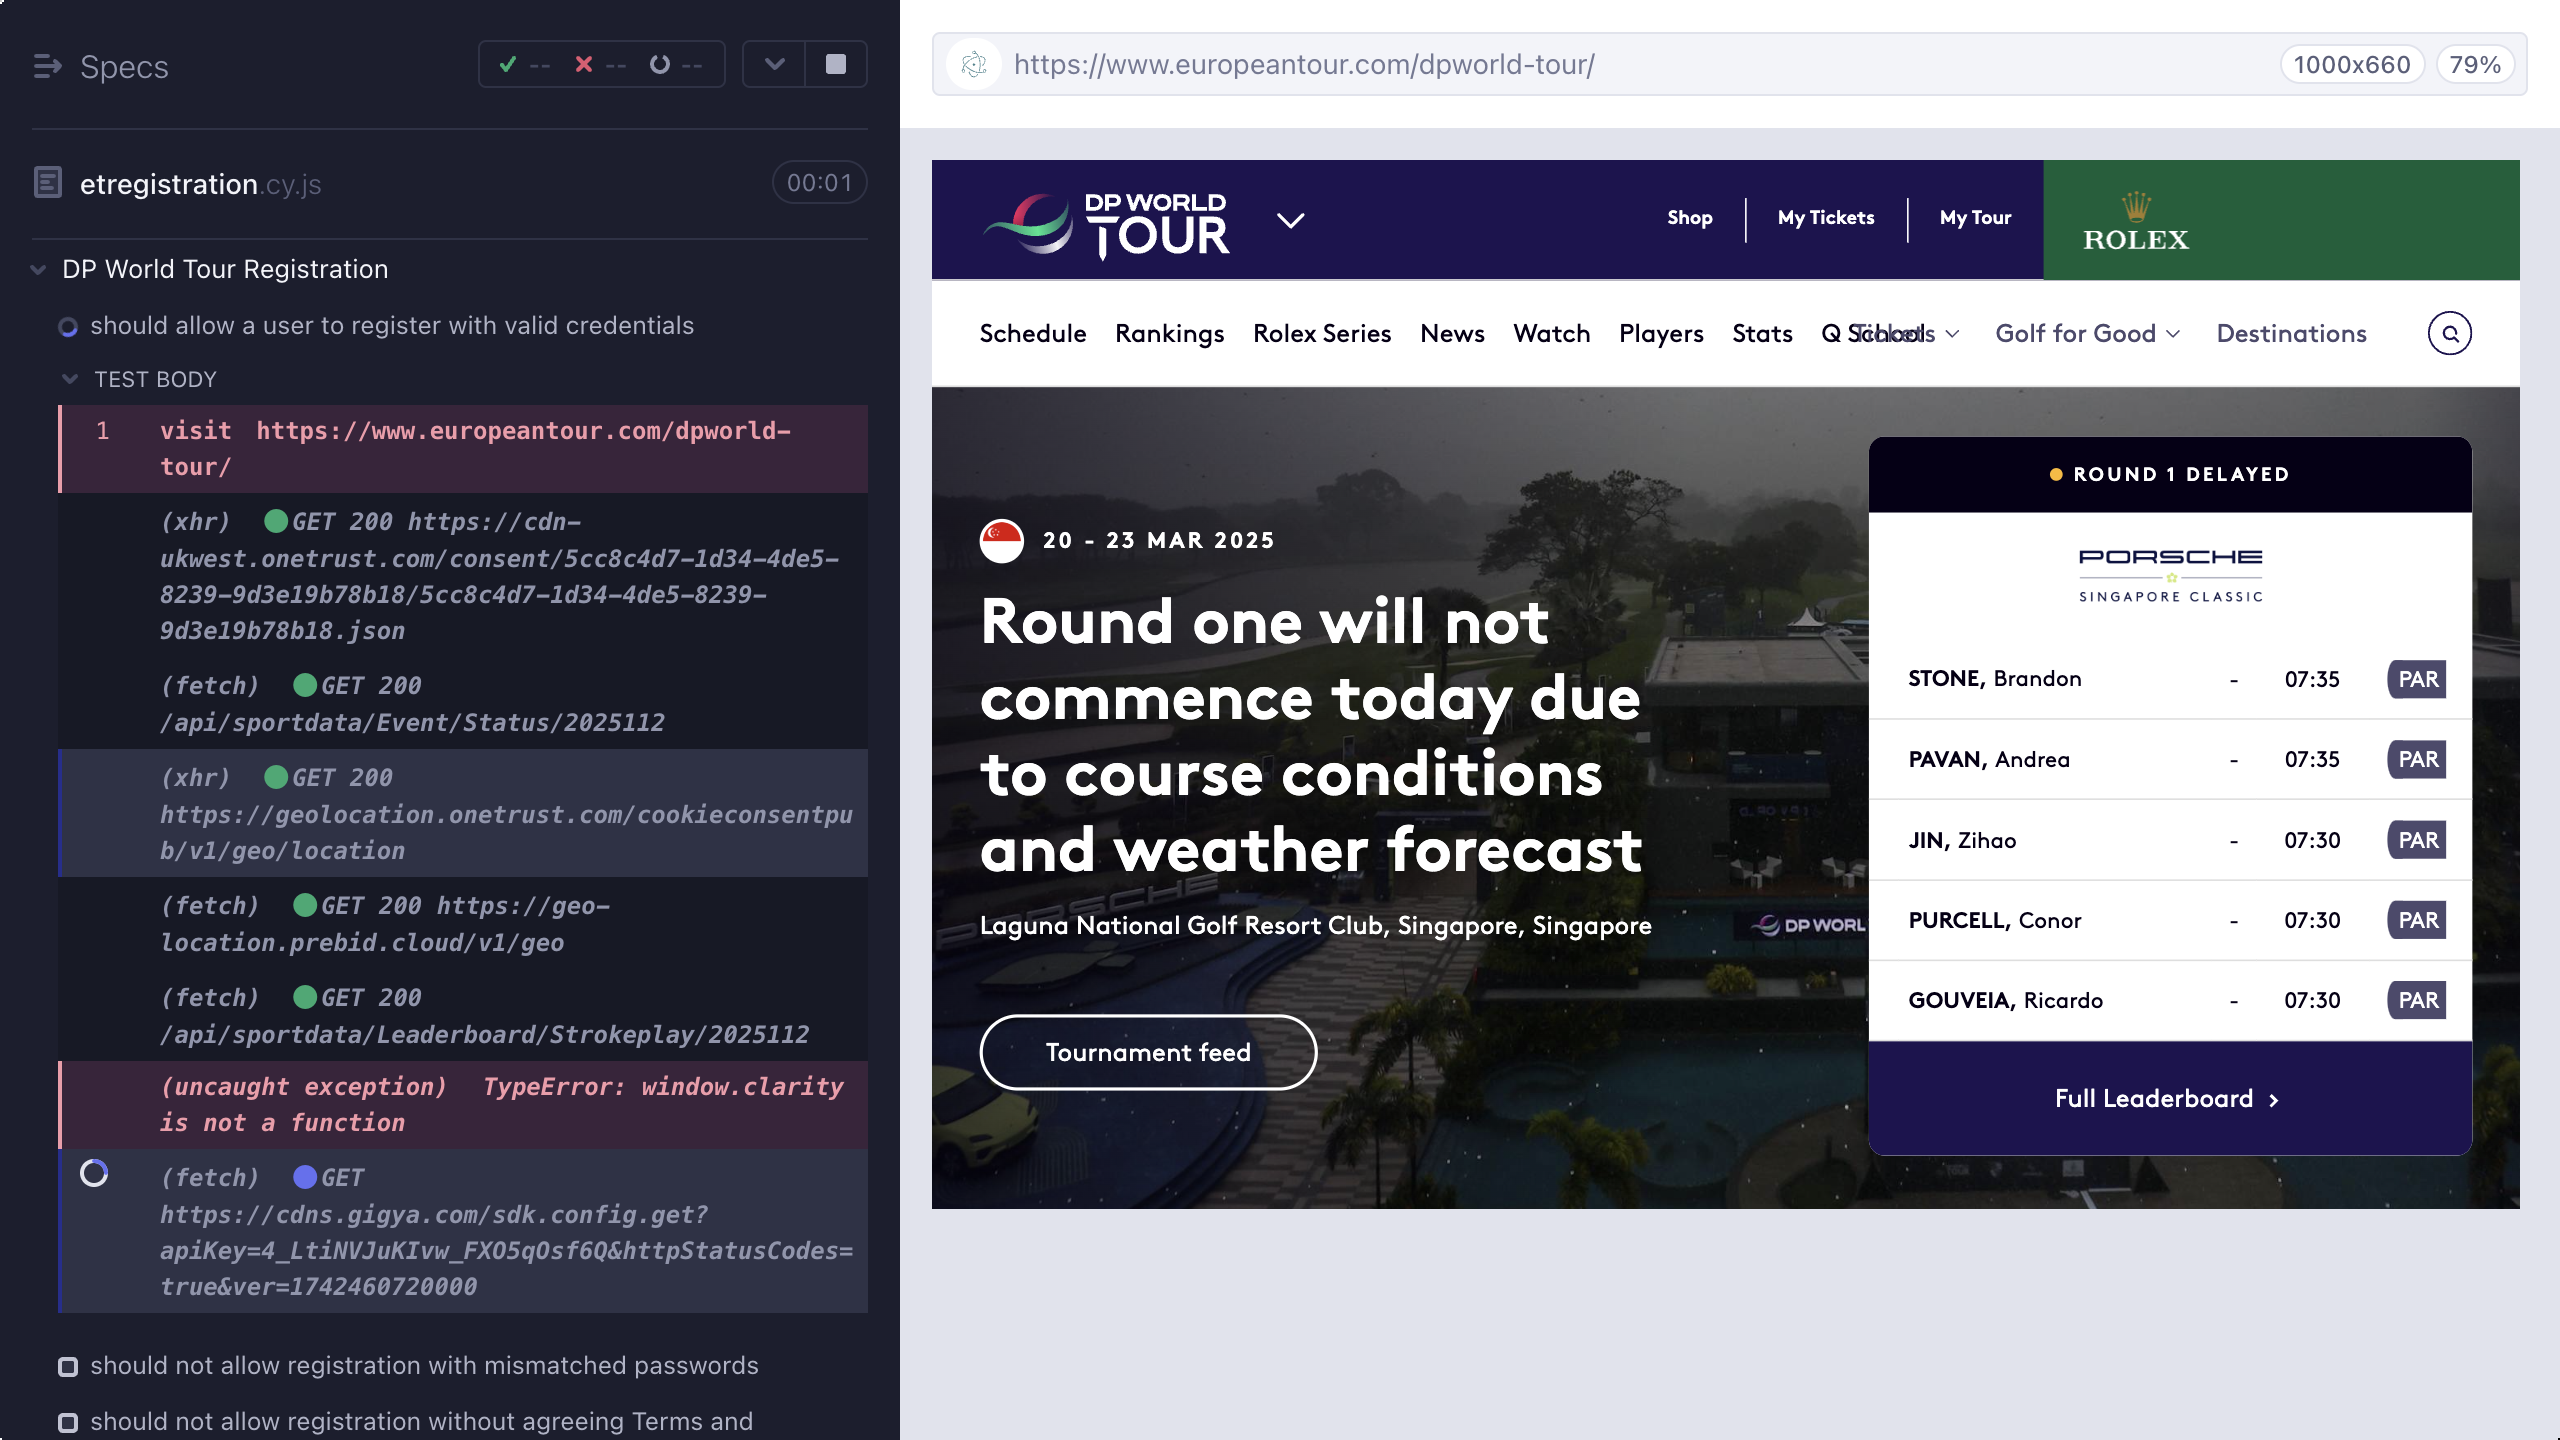 Specs
--
--
--
etregistration.cy.js
00:01
DP World Tour Registration
should allow a user to register with valid credentials
TEST BODY
1 visit https://www.europeantour.com/dpworld-
tour/
(xhr) GET 200 https://cdn-
ukwest.onetrust.com/consent/5cc8c4d7-1d34-4de5-
8239-9d3e19b78b18/5cc8c4d7-1d34-4de5-8239-
9d3e19b78b18.json
(fetch) GET 200
/api/sportdata/Event/Status/2025112
(xhr) GET 200
https://geolocation.onetrust.com/cookieconsentpu
b/v1/geo/location
(fetch) GET 200 https://geo-
location.prebid.cloud/v1/geo
(fetch) GET 200
/api/sportdata/Leaderboard/Strokeplay/2025112
(uncaught exception) TypeError: window.clarity
is not a function
(fetch) GET
https://cdns.gigya.com/sdk.config.get?
apiKey=4_LtiNVJuKIvw_FXO5qOsf6Q&httpStatusCodes=
true&ver=1742460720000
should not allow registration with mismatched passwords
should not allow registration without agreeing Terms and
https://www.europeantour.com/dpworld-tour/
1000x660
79%
DP WORLD
TOUR
Shop
My Tickets
My Tour
ROLEX
Schedule
Rankings
Rolex Series
News
Watch
Players
Stats
Q School
Tickets
Golf for Good
Destinations
20 - 23 MAR 2025
Round one will not
commence today due
to course conditions
and weather forecast
Laguna National Golf Resort Club, Singapore, Singapore
PORSCHE
DP WORL
Tournament feed
ROUND 1 DELAYED
PORSCHE
SINGAPORE CLASSIC
STONE, Brandon - 07:35 PAR
PAVAN, Andrea - 07:35 PAR
JIN, Zihao - 07:30 PAR
PURCELL, Conor - 07:30 PAR
GOUVEIA, Ricardo - 07:30 PAR
Full Leaderboard